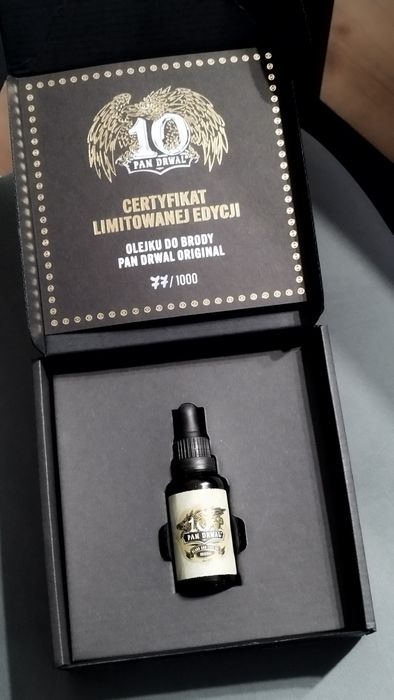 10
PAN DRWAL
CERTYFIKAT
LIMITOWANEJ EDYCJI
OLEJKU DO BRODY
PAN DRWAL ORIGINAL
77/1000
10
PAN DRWAL